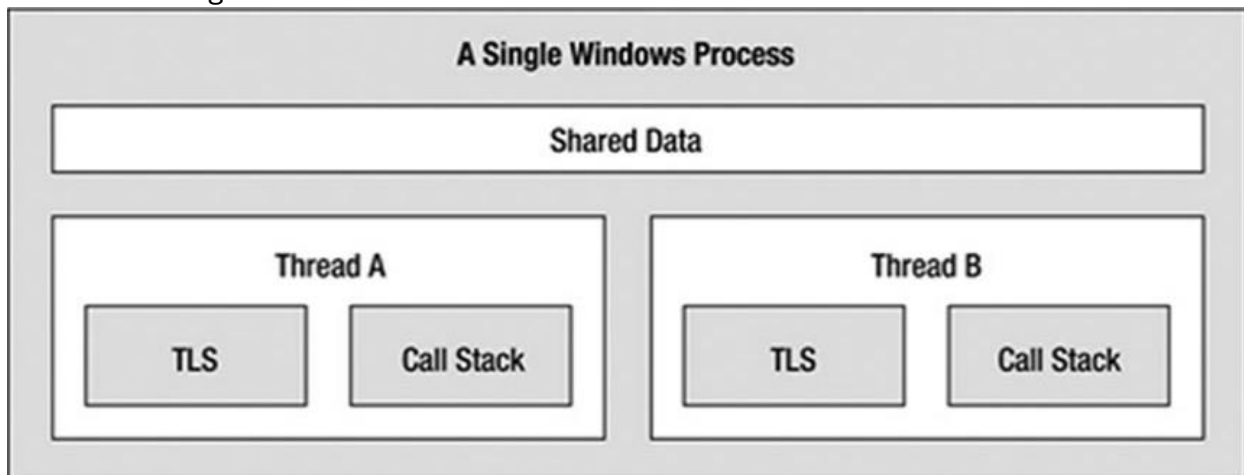 A Single Windows Process
Shared Data
Thread A
Thread B
TLS
Call Stack
TLS
Call Stack